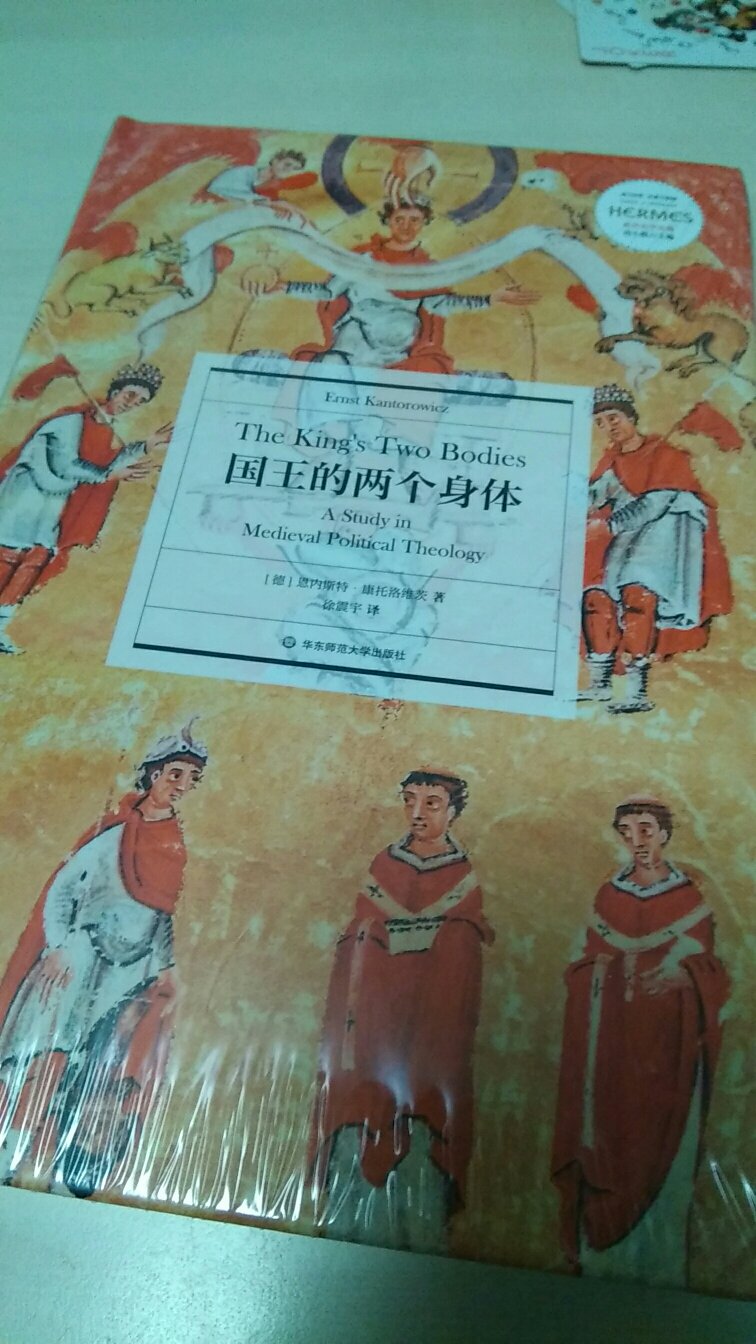 HERMES
Ernst Kantorowicz
The King's Two Bodies
国王的两个身体
A Study in
Medieval Political Theology
[德] 恩内斯特·康托洛维茨 著
徐震宇 译
华东师范大学出版社